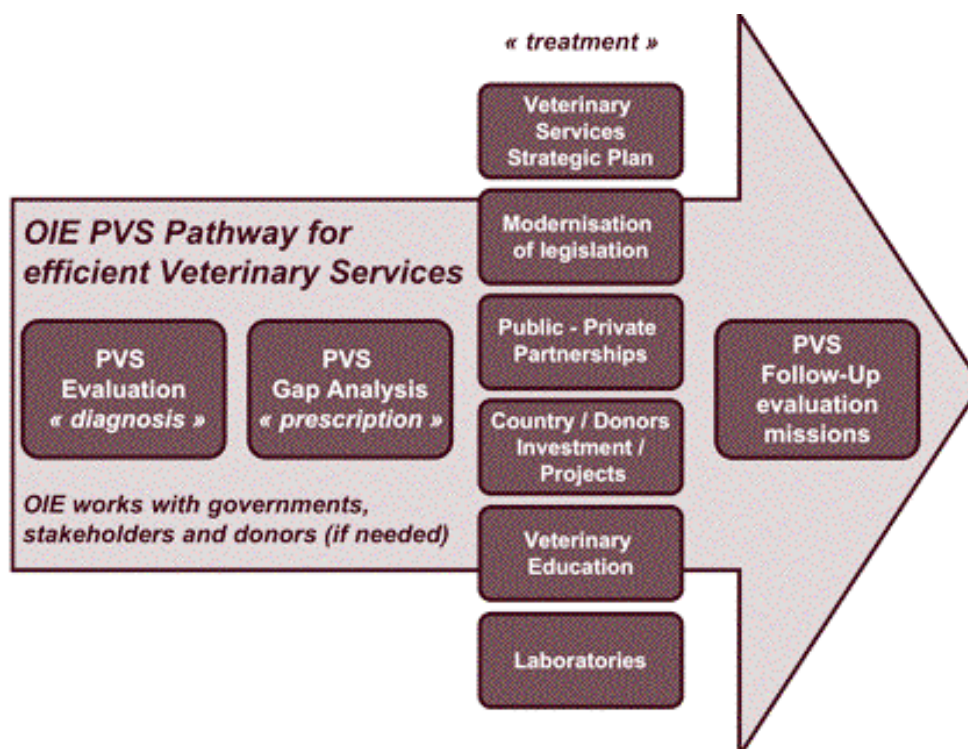 « treatment »
Veterinary
Services
Strategic Plan
Modernisation
of legislation
OIE PVS Pathway for
efficient Veterinary Services
PVS
Evaluation
« diagnosis »
PVS
Gap Analysis
« prescription »
Public - Private
Partnerships
Country / Donors
Investment /
Projects
PVS
Follow-Up
evaluation
missions
OIE works with governments,
stakeholders and donors (if needed)
Veterinary
Education
Laboratories